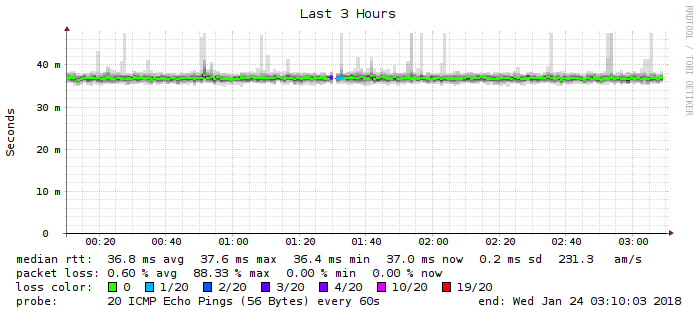 Last 3 Hours
RRDTOOL / TOBI OETIKER
Seconds
40 m
30 m
20 m
10 m
0
00:20 00:40 01:00 01:20 01:40 02:00 02:20 02:40 03:00
median rtt: 36.8 ms avg 37.6 ms max 36.4 ms min 37.0 ms now 0.2 ms sd 231.3 am/s
packet loss: 0.60 % avg 88.33 % max 0.00 % min 0.00 % now
loss color: 0 1/20 2/20 3/20 4/20 10/20 19/20
probe: 20 ICMP Echo Pings (56 Bytes) every 60s end: Wed Jan 24 03:10:03 2018